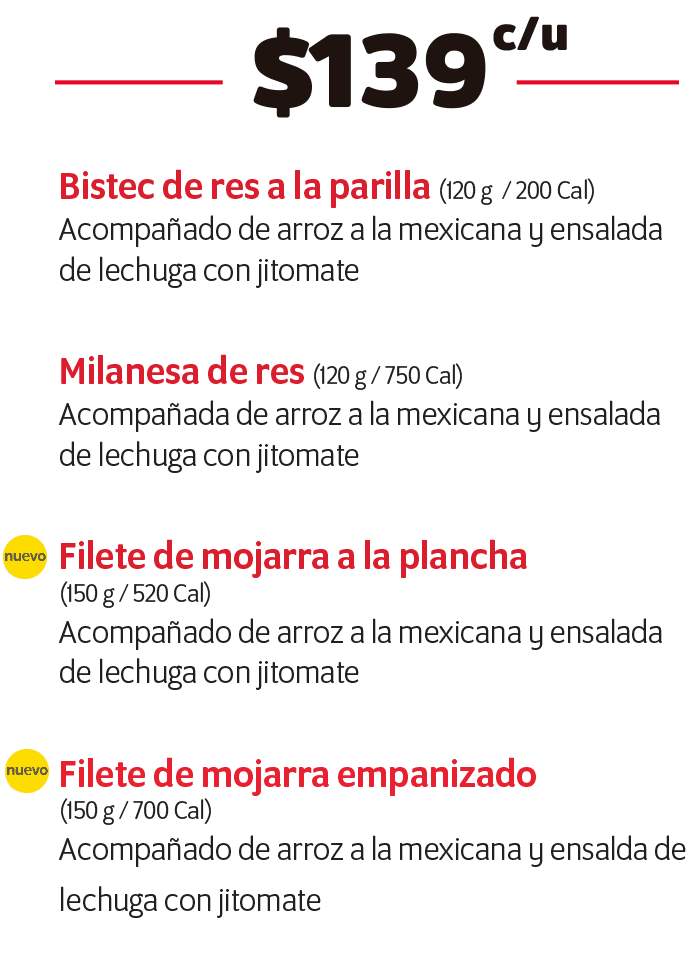 $139 c/u
Bistec de res a la parilla (120 g / 200 Cal)
Acompañado de arroz a la mexicana y ensalada
de lechuga con jitomate
Milanesa de res (120 g / 750 Cal)
Acompañada de arroz a la mexicana y ensalada
de lechuga con jitomate
nuevo Filete de mojarra a la plancha
(150 g / 520 Cal)
Acompañado de arroz a la mexicana y ensalada
de lechuga con jitomate
nuevo Filete de mojarra empanizado
(150 g / 700 Cal)
Acompañado de arroz a la mexicana y ensalda de
lechuga con jitomate